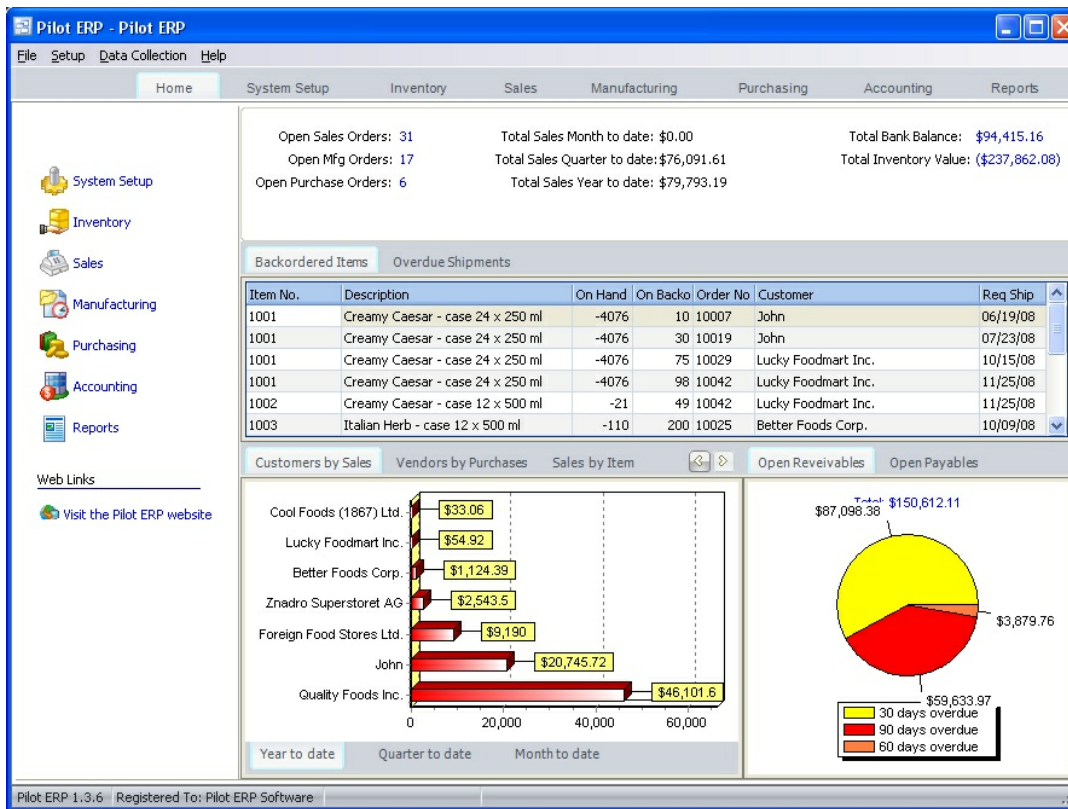 Pilot ERP - Pilot ERP
File Setup Data Collection Help
Home System Setup Inventory Sales Manufacturing Purchasing Accounting Reports
System Setup
Inventory
Sales
Manufacturing
Purchasing
Accounting
Reports
Web Links
Visit the Pilot ERP website
Open Sales Orders: 31 Total Sales Month to date: $0.00 Total Bank Balance: $94,415.16
Open Mfg Orders: 17 Total Sales Quarter to date: $76,091.61 Total Inventory Value: ($237,862.08)
Open Purchase Orders: 6 Total Sales Year to date: $79,793.19
Backordered Items Overdue Shipments
Item No. Description On Hand On Backo Order No Customer Req Ship
1001 Creamy Caesar - case 24 x 250 ml -4076 10 10007 John 06/19/08
1001 Creamy Caesar - case 24 x 250 ml -4076 30 10019 John 07/23/08
1001 Creamy Caesar - case 24 x 250 ml -4076 75 10029 Lucky Foodmart Inc. 10/15/08
1001 Creamy Caesar - case 24 x 250 ml -4076 98 10042 Lucky Foodmart Inc. 11/25/08
1002 Creamy Caesar - case 12 x 500 ml -21 49 10042 Lucky Foodmart Inc. 11/25/08
1003 Italian Herb - case 12 x 500 ml -110 200 10025 Better Foods Corp. 10/09/08
Customers by Sales Vendors by Purchases Sales by Item
Cool Foods (1867) Ltd. $33.06
Lucky Foodmart Inc. $54.92
Better Foods Corp. $1,124.39
Znadro Superstoret AG $2,543.5
Foreign Food Stores Ltd. $9,190
John $20,745.72
Quality Foods Inc. $46,101.6
0 20,000 40,000 60,000
Year to date Quarter to date Month to date
Open Reveivables Open Payables
Total: $150,612.11
$87,098.38
$3,879.76
$59,633.97
30 days overdue
90 days overdue
60 days overdue
Pilot ERP 1.3.6 Registered To: Pilot ERP Software